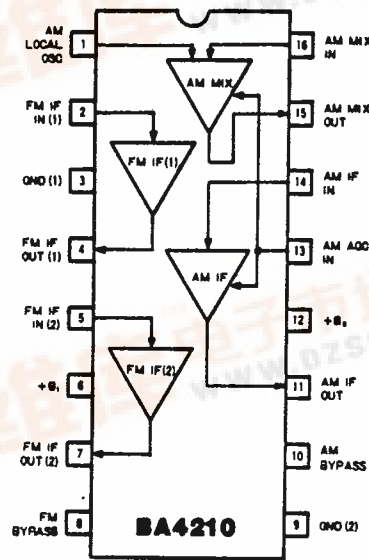 AM
LOCAL
OSC
1
16
AM MIX
IN
AM MIX
FM IF
IN (1)
2
15
AM MIX
OUT
FM IF(1)
GND (1)
3
14
AM IF
IN
FM IF
OUT (1)
4
13
AM AGC
IN
AM IF
FM IF
IN (2)
5
12
FM IF(2)
6
11
AM IF
OUT
FM IF
OUT (2)
7
10
AM
BYPASS
FM
BYPASS
8
9
GND (2)
BA4210